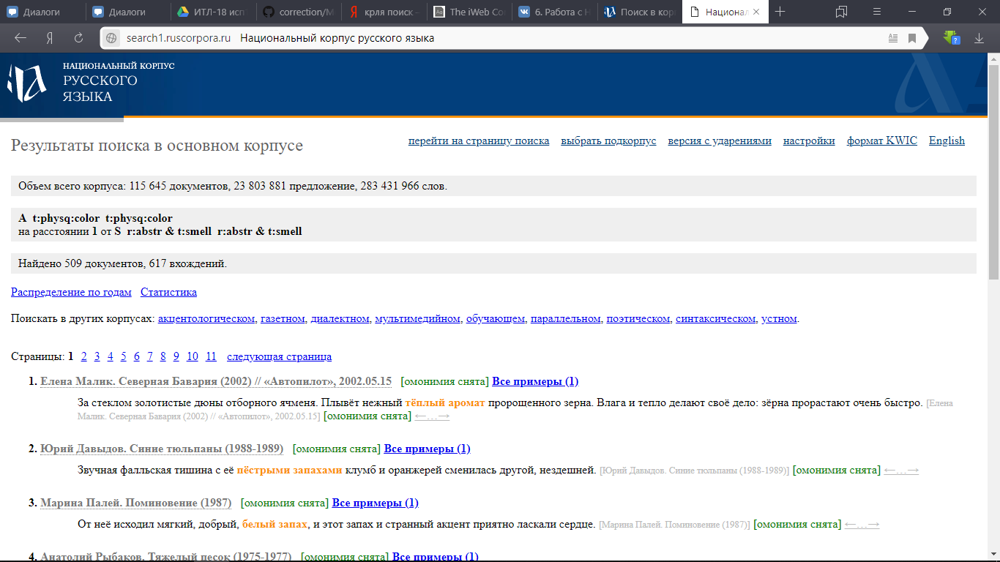 Диалоги Диалоги ИТЛ-18 исп correction/M крля поиск – The iWeb Co 6. Работа с Н Поиск в кор Национал
search1.ruscorpora.ru Национальный корпус русского языка
НАЦИОНАЛЬНЫЙ КОРПУС
РУССКОГО
ЯЗЫКА
Результаты поиска в основном корпусе перейти на страницу поиска выбрать подкорпус версия с ударениями настройки формат KWIC English
Объем всего корпуса: 115 645 документов, 23 803 881 предложение, 283 431 966 слов.
A t:physq:color t:physq:color
на расстоянии 1 от S r:abstr & t:smell r:abstr & t:smell
Найдено 509 документов, 617 вхождений.
Распределение по годам Статистика
Поискать в других корпусах: акцентологическом, газетном, диалектном, мультимедийном, обучающем, параллельном, поэтическом, синтаксическом, устном.
Страницы: 1 2 3 4 5 6 7 8 9 10 11 следующая страница
1. Елена Малик. Северная Бавария (2002) // «Автопилот», 2002.05.15 [омонимия снята] Все примеры (1)
За стеклом золотистые дюны отборного ячменя. Плывёт нежный тёплый аромат пророщенного зерна. Влага и тепло делают своё дело: зёрна прорастают очень быстро. [Елена
Малик. Северная Бавария (2002) // «Автопилот», 2002.05.15] [омонимия снята] ←…→
2. Юрий Давыдов. Синие тюльпаны (1988-1989) [омонимия снята] Все примеры (1)
Звучная фалльская тишина с её пёстрыми запахами клумб и оранжерей сменилась другой, нездешней. [Юрий Давыдов. Синие тюльпаны (1988-1989)] [омонимия снята] ←…→
3. Марина Палей. Поминовение (1987) [омонимия снята] Все примеры (1)
От неё исходил мягкий, добрый, белый запах, и этот запах и странный акцент приятно ласкали сердце. [Марина Палей. Поминовение (1987)] [омонимия снята] ←…→
4. Анатолий Рыбаков. Тяжелый песок (1975-1977) [омонимия снята] Все примеры (1)